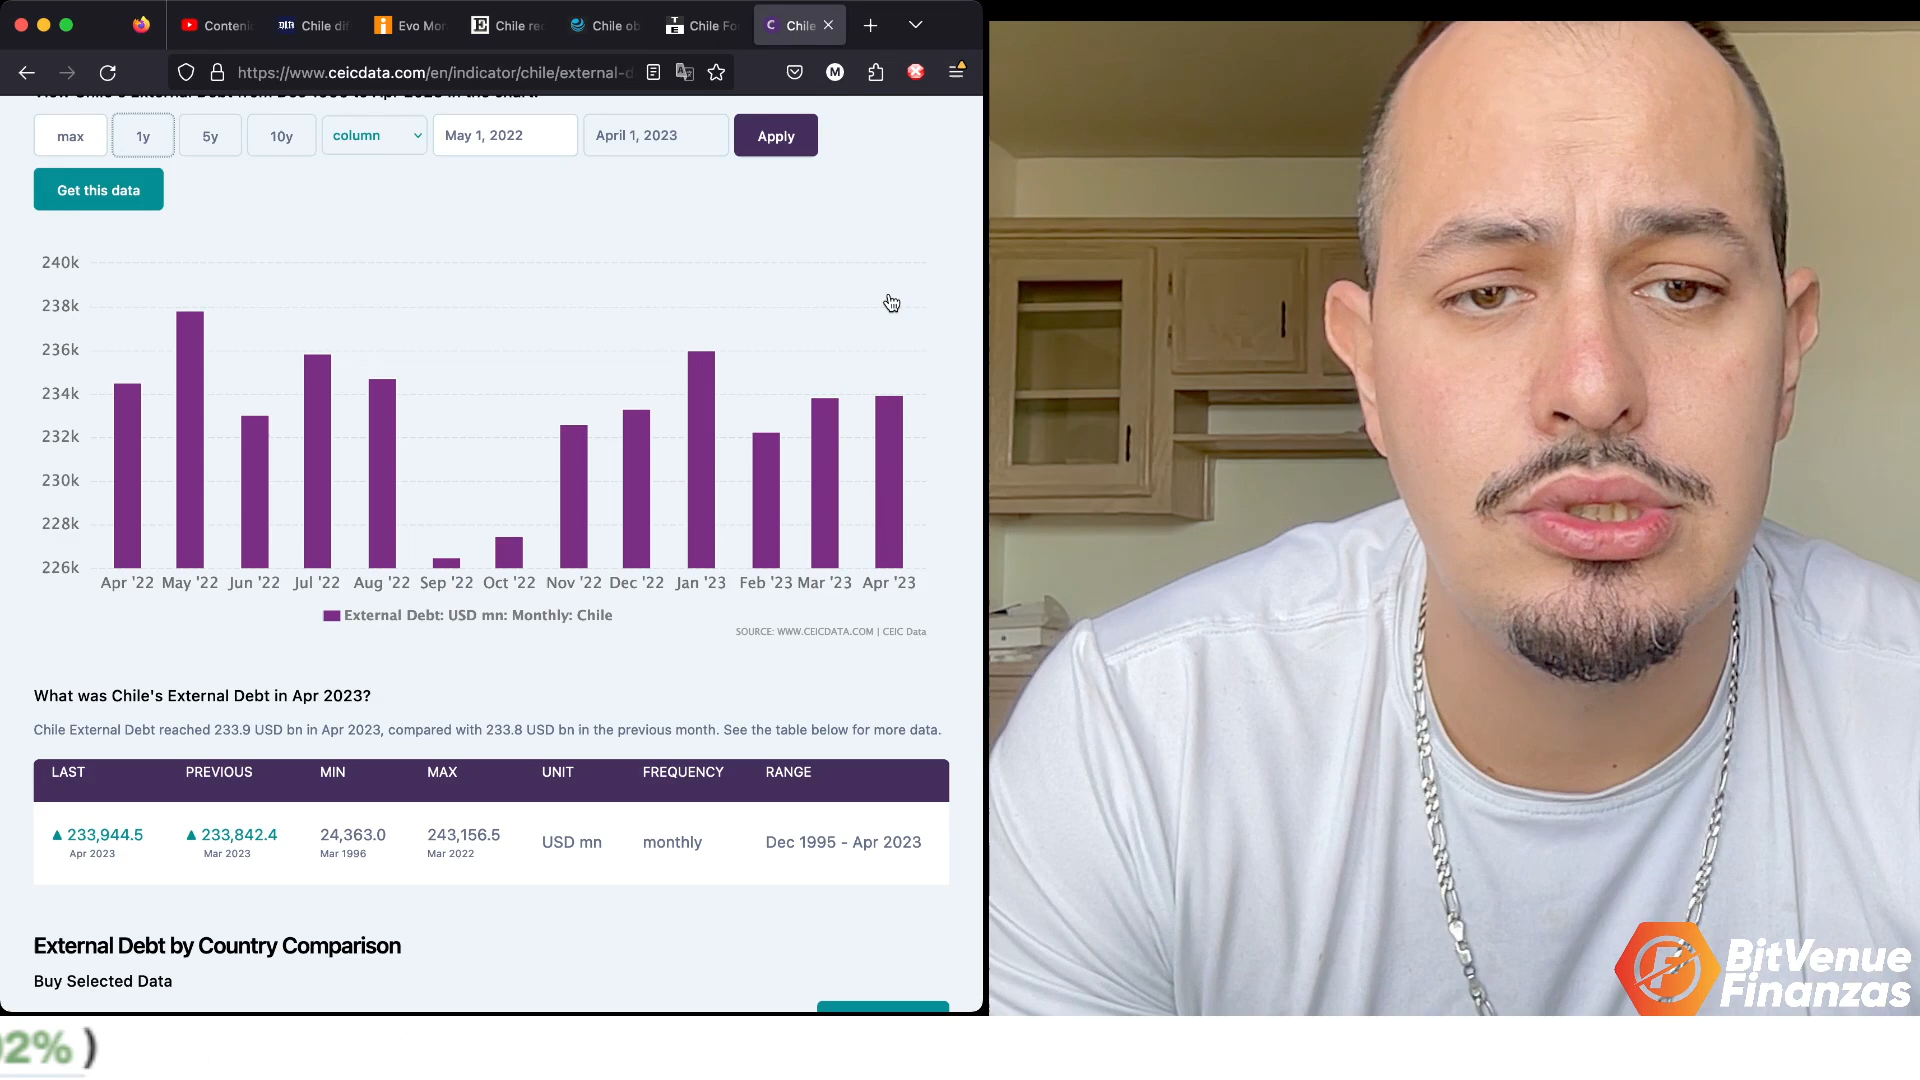 Conteni
Chile dif
Evo Mor
Chile rec
Chile ob
Chile Fo
Chile
https://www.ceicdata.com/en/indicator/chile/external-d
max
1y
5y
10y
column
May 1, 2022
April 1, 2023
Apply
Get this data
240k
238k
236k
234k
232k
230k
228k
226k
Apr '22 May '22 Jun '22 Jul '22 Aug '22 Sep '22 Oct '22 Nov '22 Dec '22 Jan '23 Feb '23 Mar '23 Apr '23
External Debt: USD mn: Monthly: Chile
SOURCE: WWW.CEICDATA.COM | CEIC Data
What was Chile's External Debt in Apr 2023?
Chile External Debt reached 233.9 USD bn in Apr 2023, compared with 233.8 USD bn in the previous month. See the table below for more data.
LAST PREVIOUS MIN MAX UNIT FREQUENCY RANGE
233,944.5 233,842.4 24,363.0 243,156.5 USD mn monthly Dec 1995 - Apr 2023
Apr 2023 Mar 2023 Mar 1996 Mar 2022
External Debt by Country Comparison
Buy Selected Data
BitVenue
Finanzas
2% )